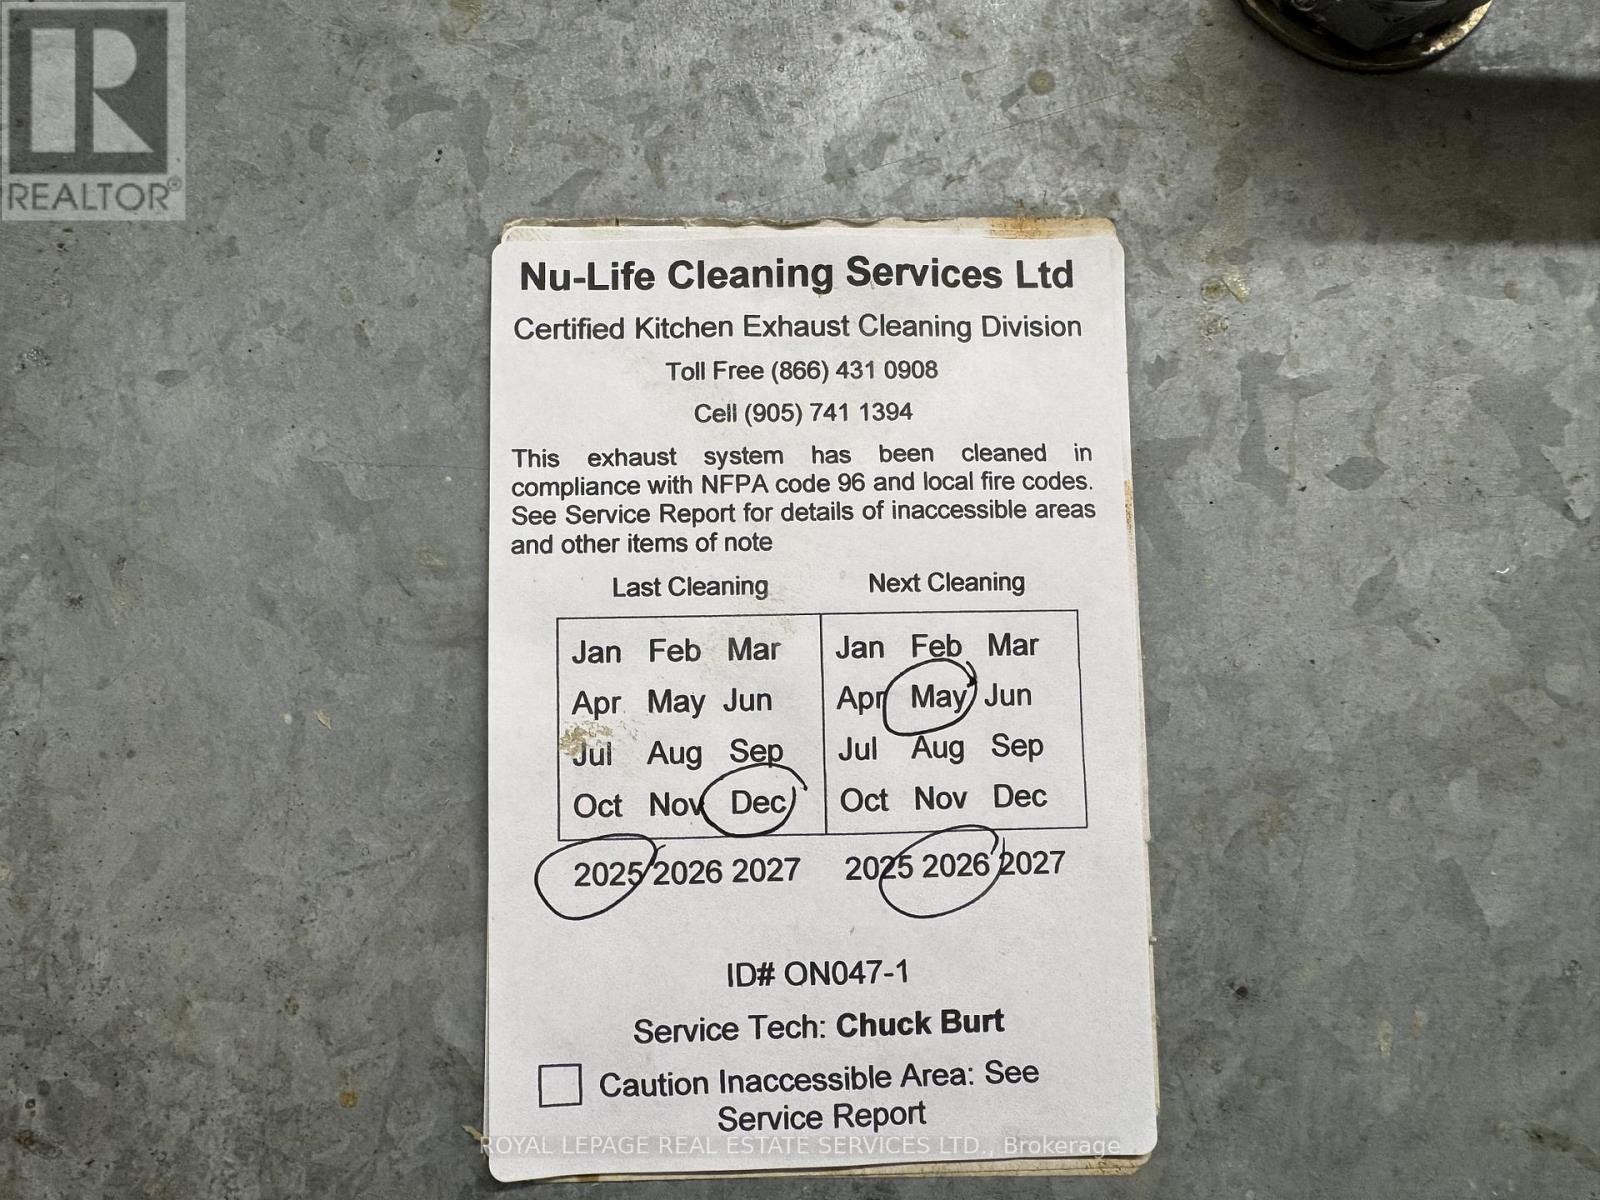 REALTOR®
Nu-Life Cleaning Services Ltd
Certified Kitchen Exhaust Cleaning Division
Toll Free (866) 431 0908
Cell (905) 741 1394
This exhaust system has been cleaned in
compliance with NFPA code 96 and local fire codes.
See Service Report for details of inaccessible areas
and other items of note
Last Cleaning Next Cleaning
Jan Feb Mar Jan Feb Mar
Apr May Jun Apr May Jun
Jul Aug Sep Jul Aug Sep
Oct Nov Dec Oct Nov Dec
2025 2026 2027 2025 2026 2027
ID# ON047-1
Service Tech: Chuck Burt
Caution Inaccessible Area: See
Service Report
ROYAL LEPAGE REAL ESTATE SERVICES LTD., Brokerage